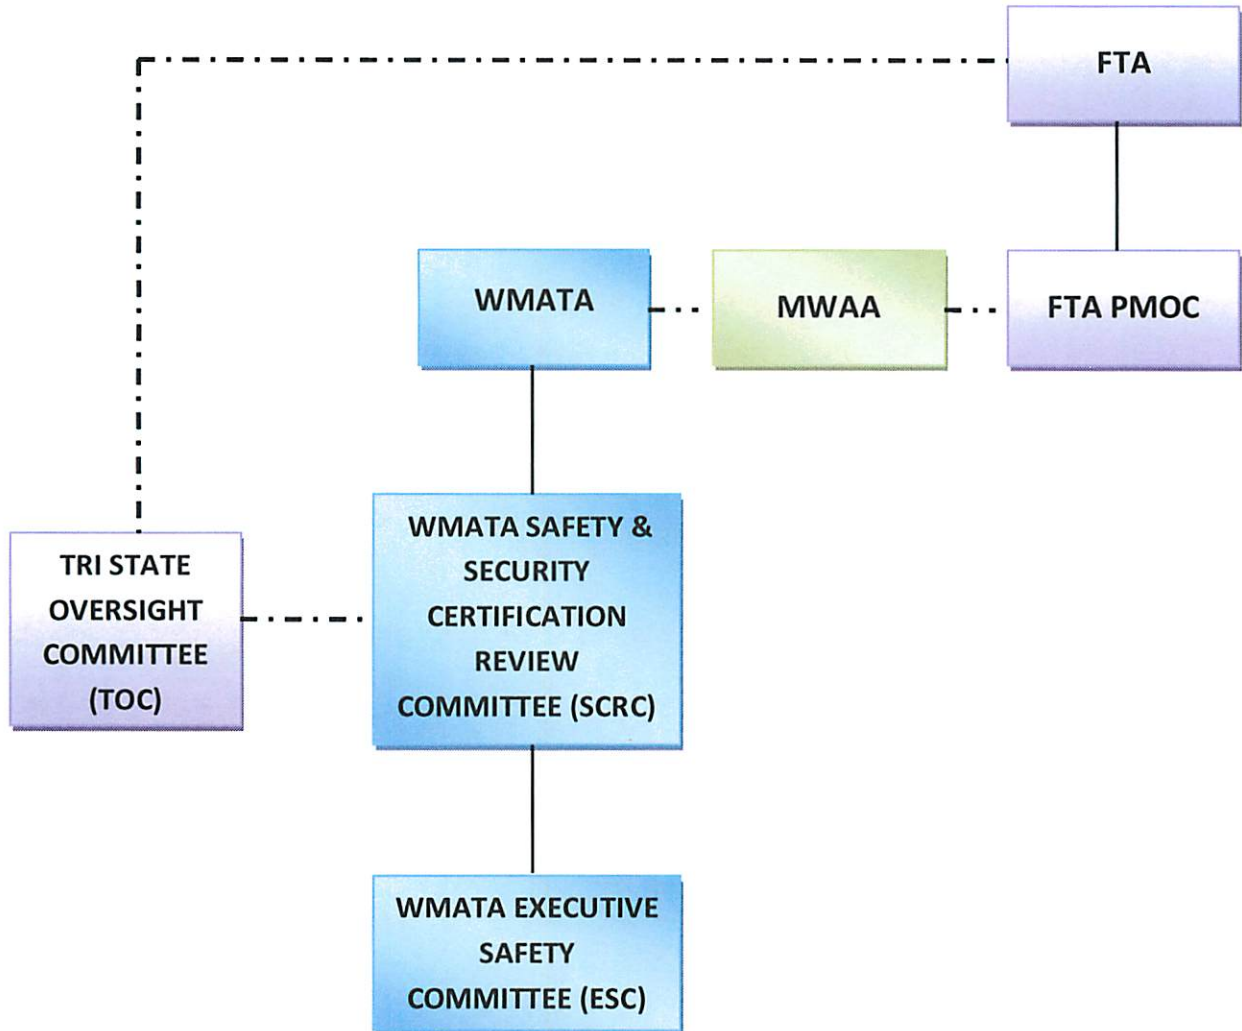 FTA
WMATA
MWAA
FTA PMOC
TRI STATE
OVERSIGHT
COMMITTEE
(TOC)
WMATA SAFETY &
SECURITY
CERTIFICATION
REVIEW
COMMITTEE (SCRC)
WMATA EXECUTIVE
SAFETY
COMMITTEE (ESC)